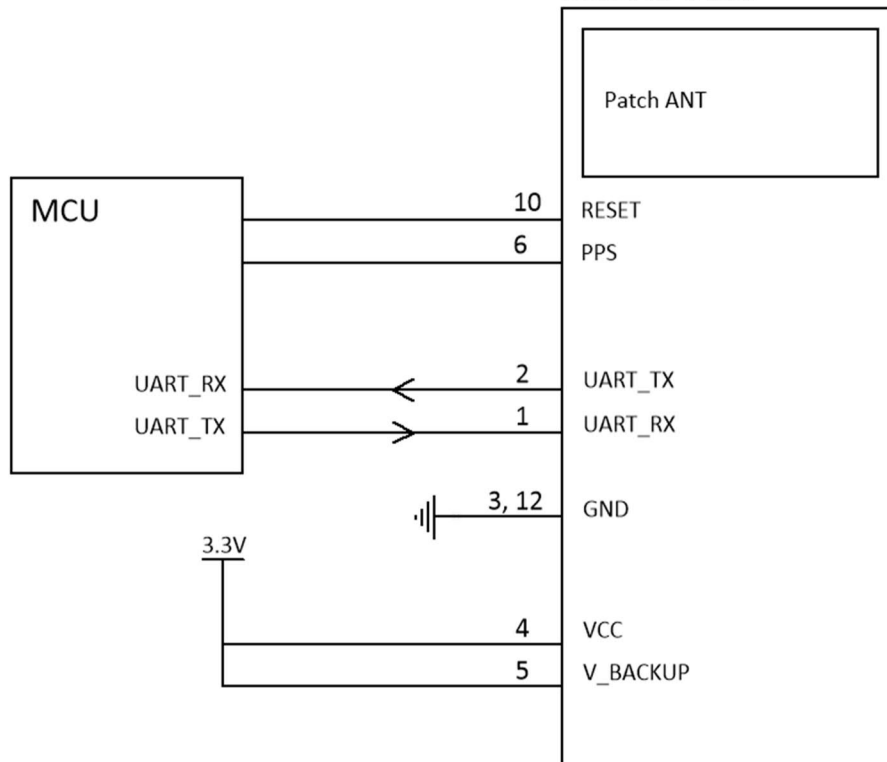 Patch ANT
MCU
10 RESET
6 PPS
UART_RX 2 UART_TX
UART_TX 1 UART_RX
3, 12 GND
3.3V
4 VCC
5 V_BACKUP